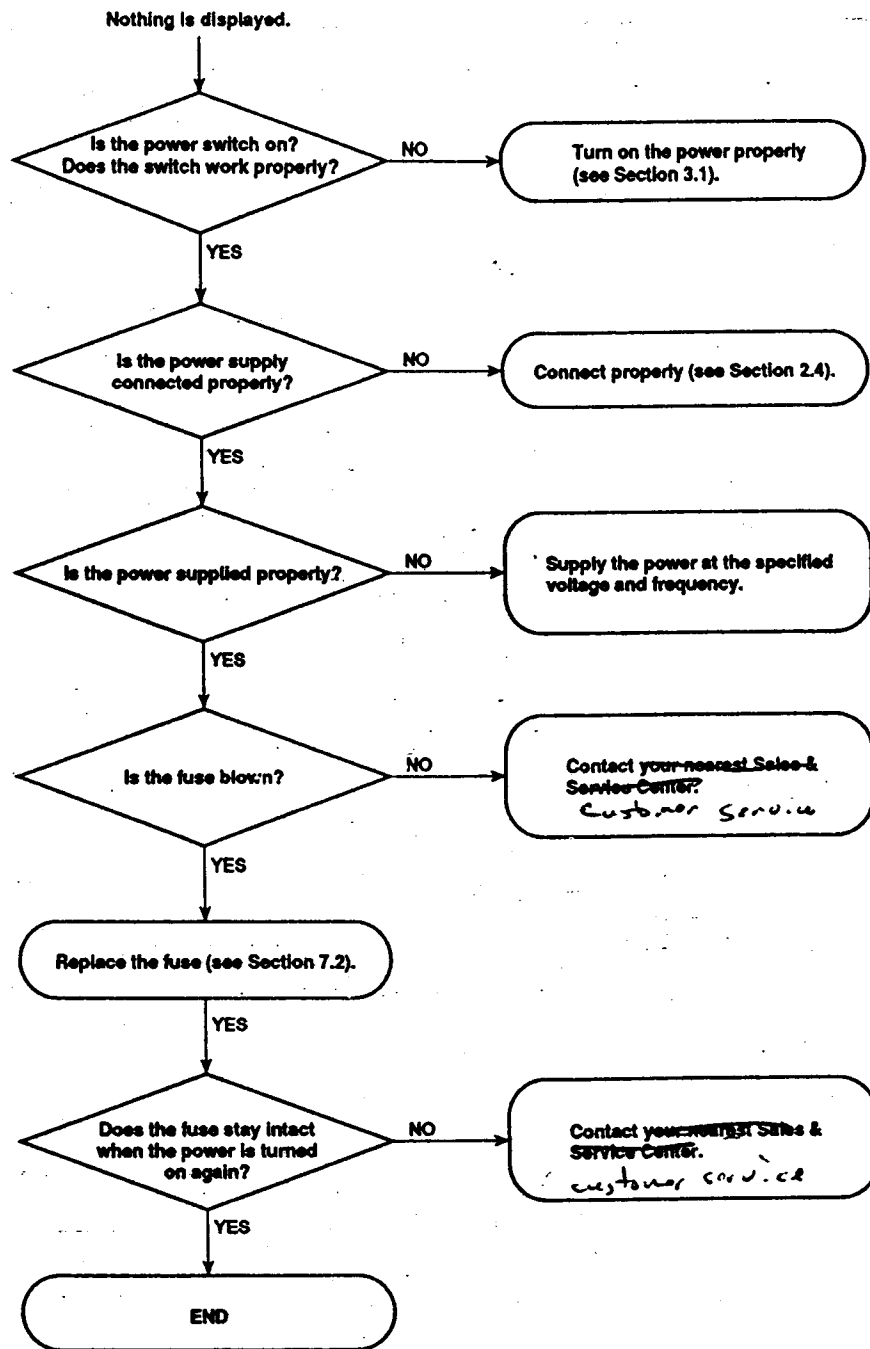 Nothing is displayed.
Is the power switch on?
Does the switch work properly?
NO
Turn on the power properly
(see Section 3.1).
YES
Is the power supply
connected properly?
NO
Connect properly (see Section 2.4).
YES
Is the power supplied property?
NO
Supply the power at the specified
voltage and frequency.
YES
Is the fuse blown?
NO
Contact your nearest Sales &
Service Center?
Customer Service
YES
Replace the fuse (see Section 7.2).
YES
Does the fuse stay intact
when the power is turned
on again?
NO
Contact your nearest Sales &
Service Center.
customer service
YES
END